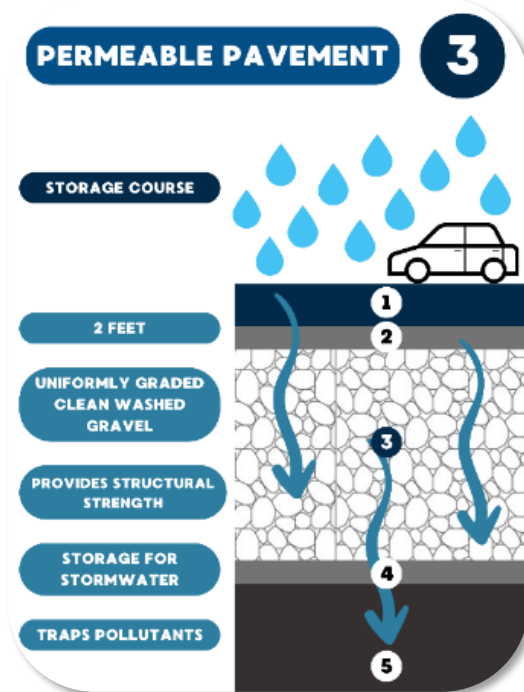 PERMEABLE PAVEMENT
3
STORAGE COURSE
2 FEET
UNIFORMLY GRADED
CLEAN WASHED
GRAVEL
PROVIDES STRUCTURAL
STRENGTH
STORAGE FOR
STORMWATER
TRAPS POLLUTANTS
1
2
3
4
5